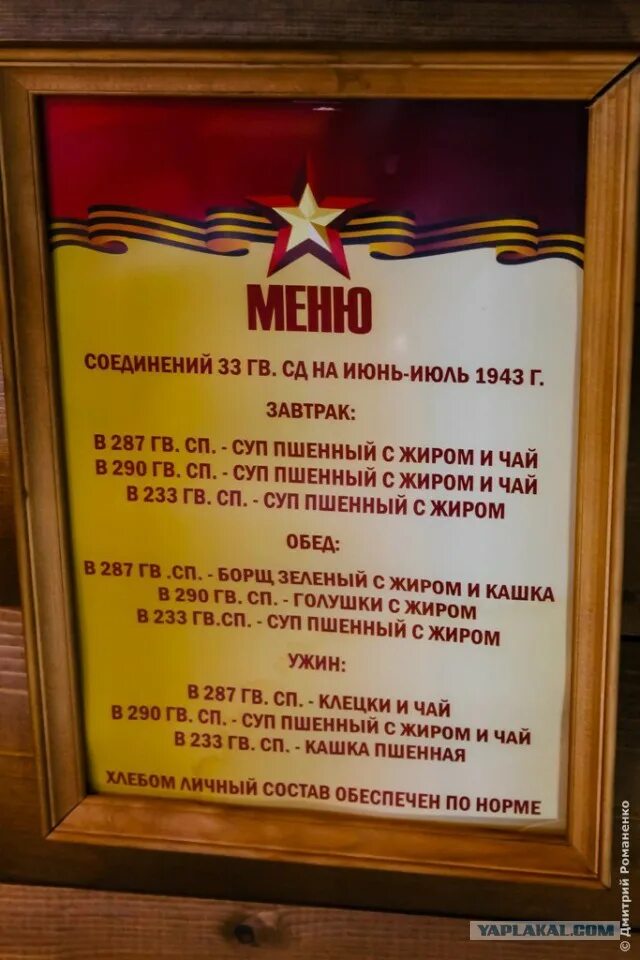 МЕНЮ
СОЕДИНЕНИЙ 33 ГВ. СД НА ИЮНЬ-ИЮЛЬ 1943 Г.
ЗАВТРАК:
В 287 ГВ. СП. - СУП ПШЕННЫЙ С ЖИРОМ И ЧАЙ
В 290 ГВ. СП. - СУП ПШЕННЫЙ С ЖИРОМ И ЧАЙ
В 233 ГВ. СП. - СУП ПШЕННЫЙ С ЖИРОМ
ОБЕД:
В 287 ГВ .СП. - БОРЩ ЗЕЛЕНЫЙ С ЖИРОМ И КАШКА
В 290 ГВ. СП. - ГОЛУШКИ С ЖИРОМ
В 233 ГВ.СП. - СУП ПШЕННЫЙ С ЖИРОМ
УЖИН:
В 287 ГВ. СП. - КЛЕЦКИ И ЧАЙ
В 290 ГВ. СП. - СУП ПШЕННЫЙ С ЖИРОМ И ЧАЙ
В 233 ГВ. СП. - КАШКА ПШЕННАЯ
ХЛЕБОМ ЛИЧНЫЙ СОСТАВ ОБЕСПЕЧЕН ПО НОРМЕ
© Дмитрий Романенко
YAPLAKAL.COM